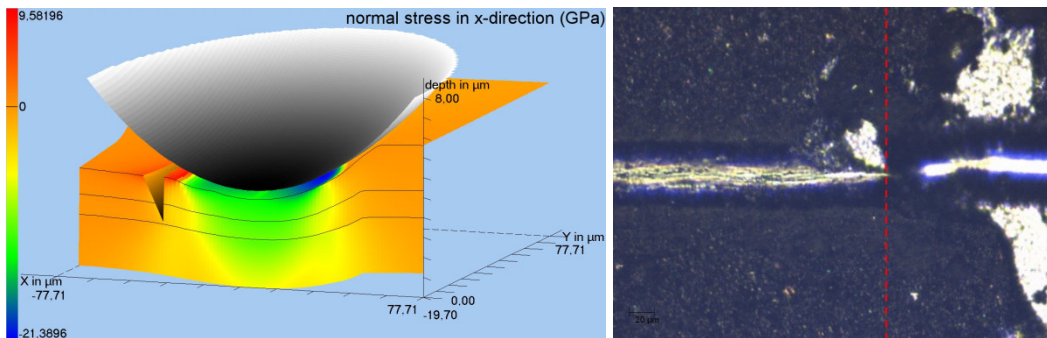 9.58196
normal stress in x-direction (GPa)
depth in µm
8.00
0
X in µm
-77.71
Y in µm
77.71
0.00
77.71
-19.70
-21.3896
20 µm